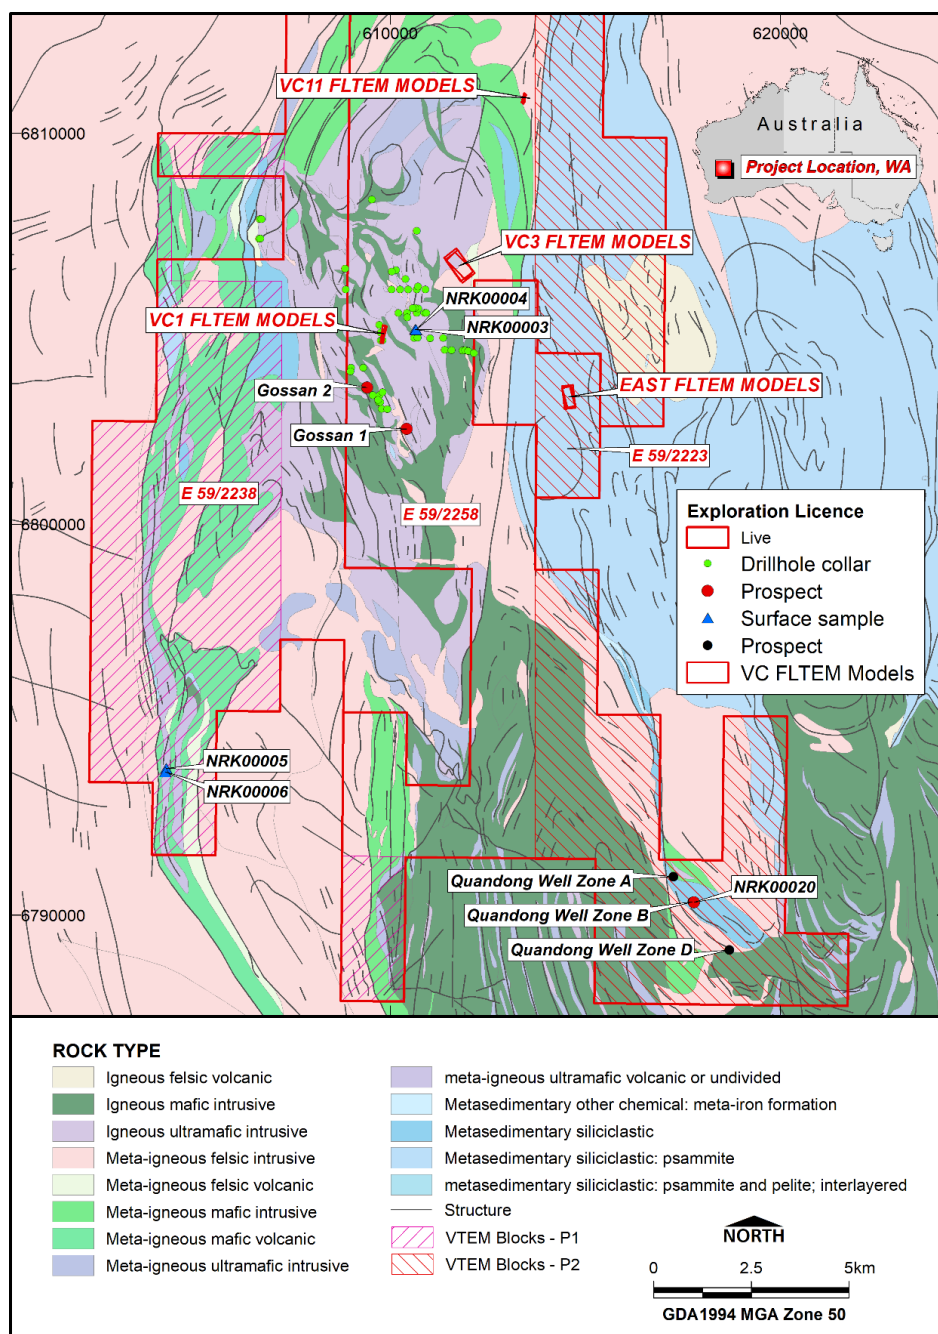 610000
620000
VC11 FLTEM MODELS
6810000
Australia
Project Location, WA
VC3 FLTEM MODELS
NRK00004
VC1 FLTEM MODELS
NRK00003
Gossan 2
EAST FLTEM MODELS
Gossan 1
E 59/2223
E 59/2238
E 59/2258
6800000
Exploration Licence
Live
Drillhole collar
Prospect
Surface sample
Prospect
VC FLTEM Models
NRK00005
NRK00006
Quandong Well Zone A
NRK00020
Quandong Well Zone B
6790000
Quandong Well Zone D
ROCK TYPE
Igneous felsic volcanic
Igneous mafic intrusive
Igneous ultramafic intrusive
Meta-igneous felsic intrusive
Meta-igneous felsic volcanic
Meta-igneous mafic intrusive
Meta-igneous mafic volcanic
Meta-igneous ultramafic intrusive
meta-igneous ultramafic volcanic or undivided
Metasedimentary other chemical: meta-iron formation
Metasedimentary siliciclastic
Metasedimentary siliciclastic: psammite
metasedimentary siliciclastic: psammite and pelite; interlayered
Structure
VTEM Blocks - P1
VTEM Blocks - P2
NORTH
0 2.5 5km
GDA1994 MGA Zone 50